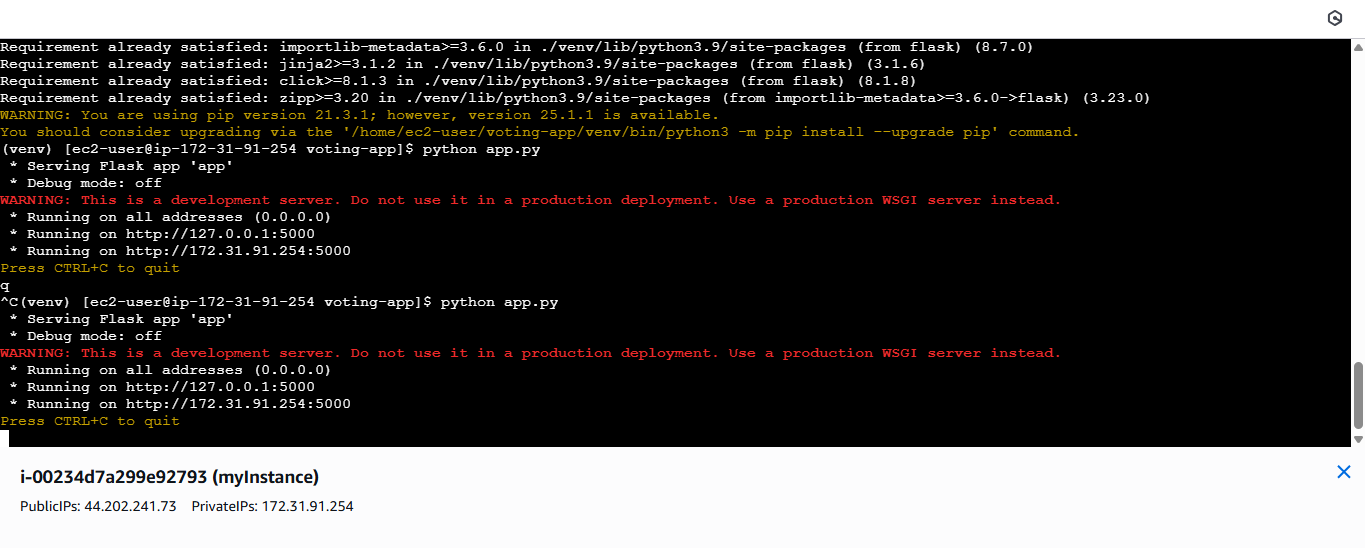 Requirement already satisfied: importlib-metadata>=3.6.0 in ./venv/lib/python3.9/site-packages (from flask) (8.7.0)
Requirement already satisfied: jinja2>=3.1.2 in ./venv/lib/python3.9/site-packages (from flask) (3.1.6)
Requirement already satisfied: click>=8.1.3 in ./venv/lib/python3.9/site-packages (from flask) (8.1.8)
Requirement already satisfied: zipp>=3.20 in ./venv/lib/python3.9/site-packages (from importlib-metadata>=3.6.0->flask) (3.23.0)
WARNING: You are using pip version 21.3.1; however, version 25.1.1 is available.
You should consider upgrading via the '/home/ec2-user/voting-app/venv/bin/python3 -m pip install --upgrade pip' command.
(venv) [ec2-user@ip-172-31-91-254 voting-app]$ python app.py
 * Serving Flask app 'app'
 * Debug mode: off
WARNING: This is a development server. Do not use it in a production deployment. Use a production WSGI server instead.
 * Running on all addresses (0.0.0.0)
 * Running on http://127.0.0.1:5000
 * Running on http://172.31.91.254:5000
Press CTRL+C to quit
q
^C(venv) [ec2-user@ip-172-31-91-254 voting-app]$ python app.py
 * Serving Flask app 'app'
 * Debug mode: off
WARNING: This is a development server. Do not use it in a production deployment. Use a production WSGI server instead.
 * Running on all addresses (0.0.0.0)
 * Running on http://127.0.0.1:5000
 * Running on http://172.31.91.254:5000
Press CTRL+C to quit
i-00234d7a299e92793 (myInstance)
PublicIPs: 44.202.241.73 PrivateIPs: 172.31.91.254